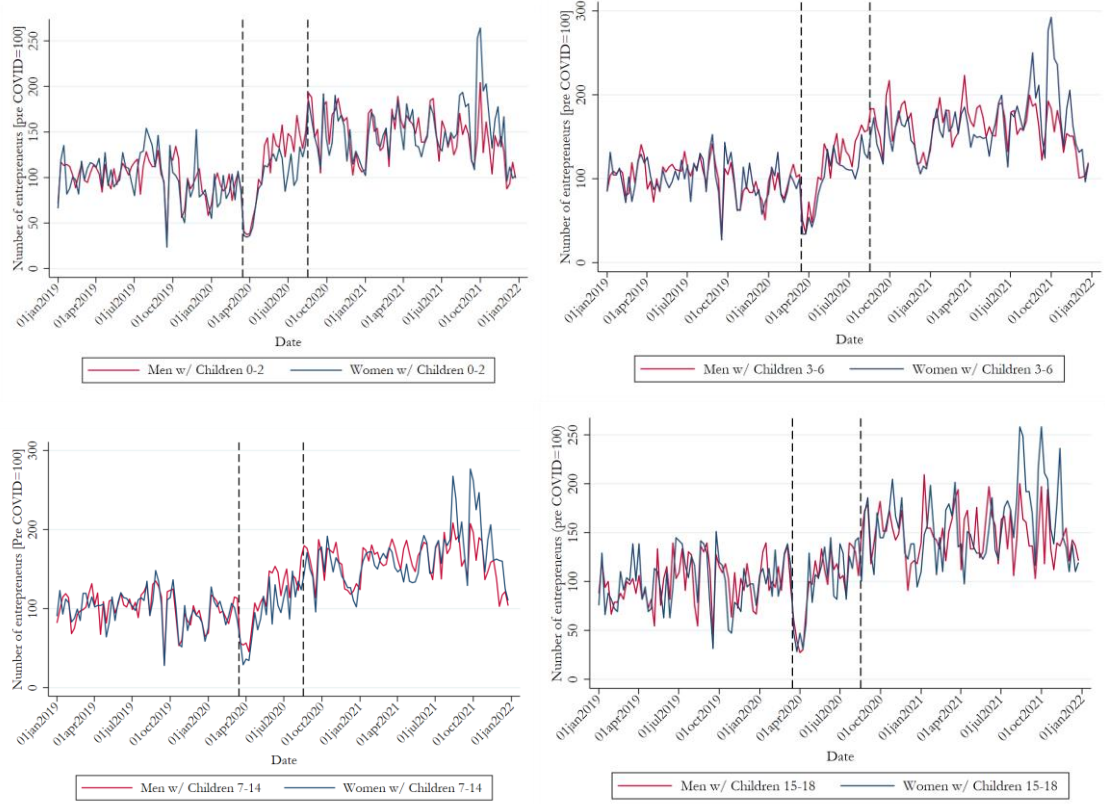 Number of entrepreneurs [pre COVID=100]
250
200
150
100
50
0
01jan2019
01apr2019
01jul2019
01oct2019
01jan2020
01apr2020
01jul2020
01oct2020
01jan2021
01apr2021
01jul2021
01oct2021
01jan2022
Date
Men w/ Children 0-2 Women w/ Children 0-2
Number of entrepreneurs [pre COVID=100]
300
200
100
0
01jan2019
01apr2019
01jul2019
01oct2019
01jan2020
01apr2020
01jul2020
01oct2020
01jan2021
01apr2021
01jul2021
01oct2021
01jan2022
Date
Men w/ Children 3-6 Women w/ Children 3-6
Number of entrepreneurs [Pre COVID=100]
300
200
100
0
01jan2019
01apr2019
01jul2019
01oct2019
01jan2020
01apr2020
01jul2020
01oct2020
01jan2021
01apr2021
01jul2021
01oct2021
01jan2022
Date
Men w/ Children 7-14 Women w/ Children 7-14
Number of entrepreneurs (pre COVID=100)
250
200
150
100
50
0
01jan2019
01apr2019
01jul2019
01oct2019
01jan2020
01apr2020
01jul2020
01oct2020
01jan2021
01apr2021
01jul2021
01oct2021
01jan2022
Date
Men w/ Children 15-18 Women w/ Children 15-18